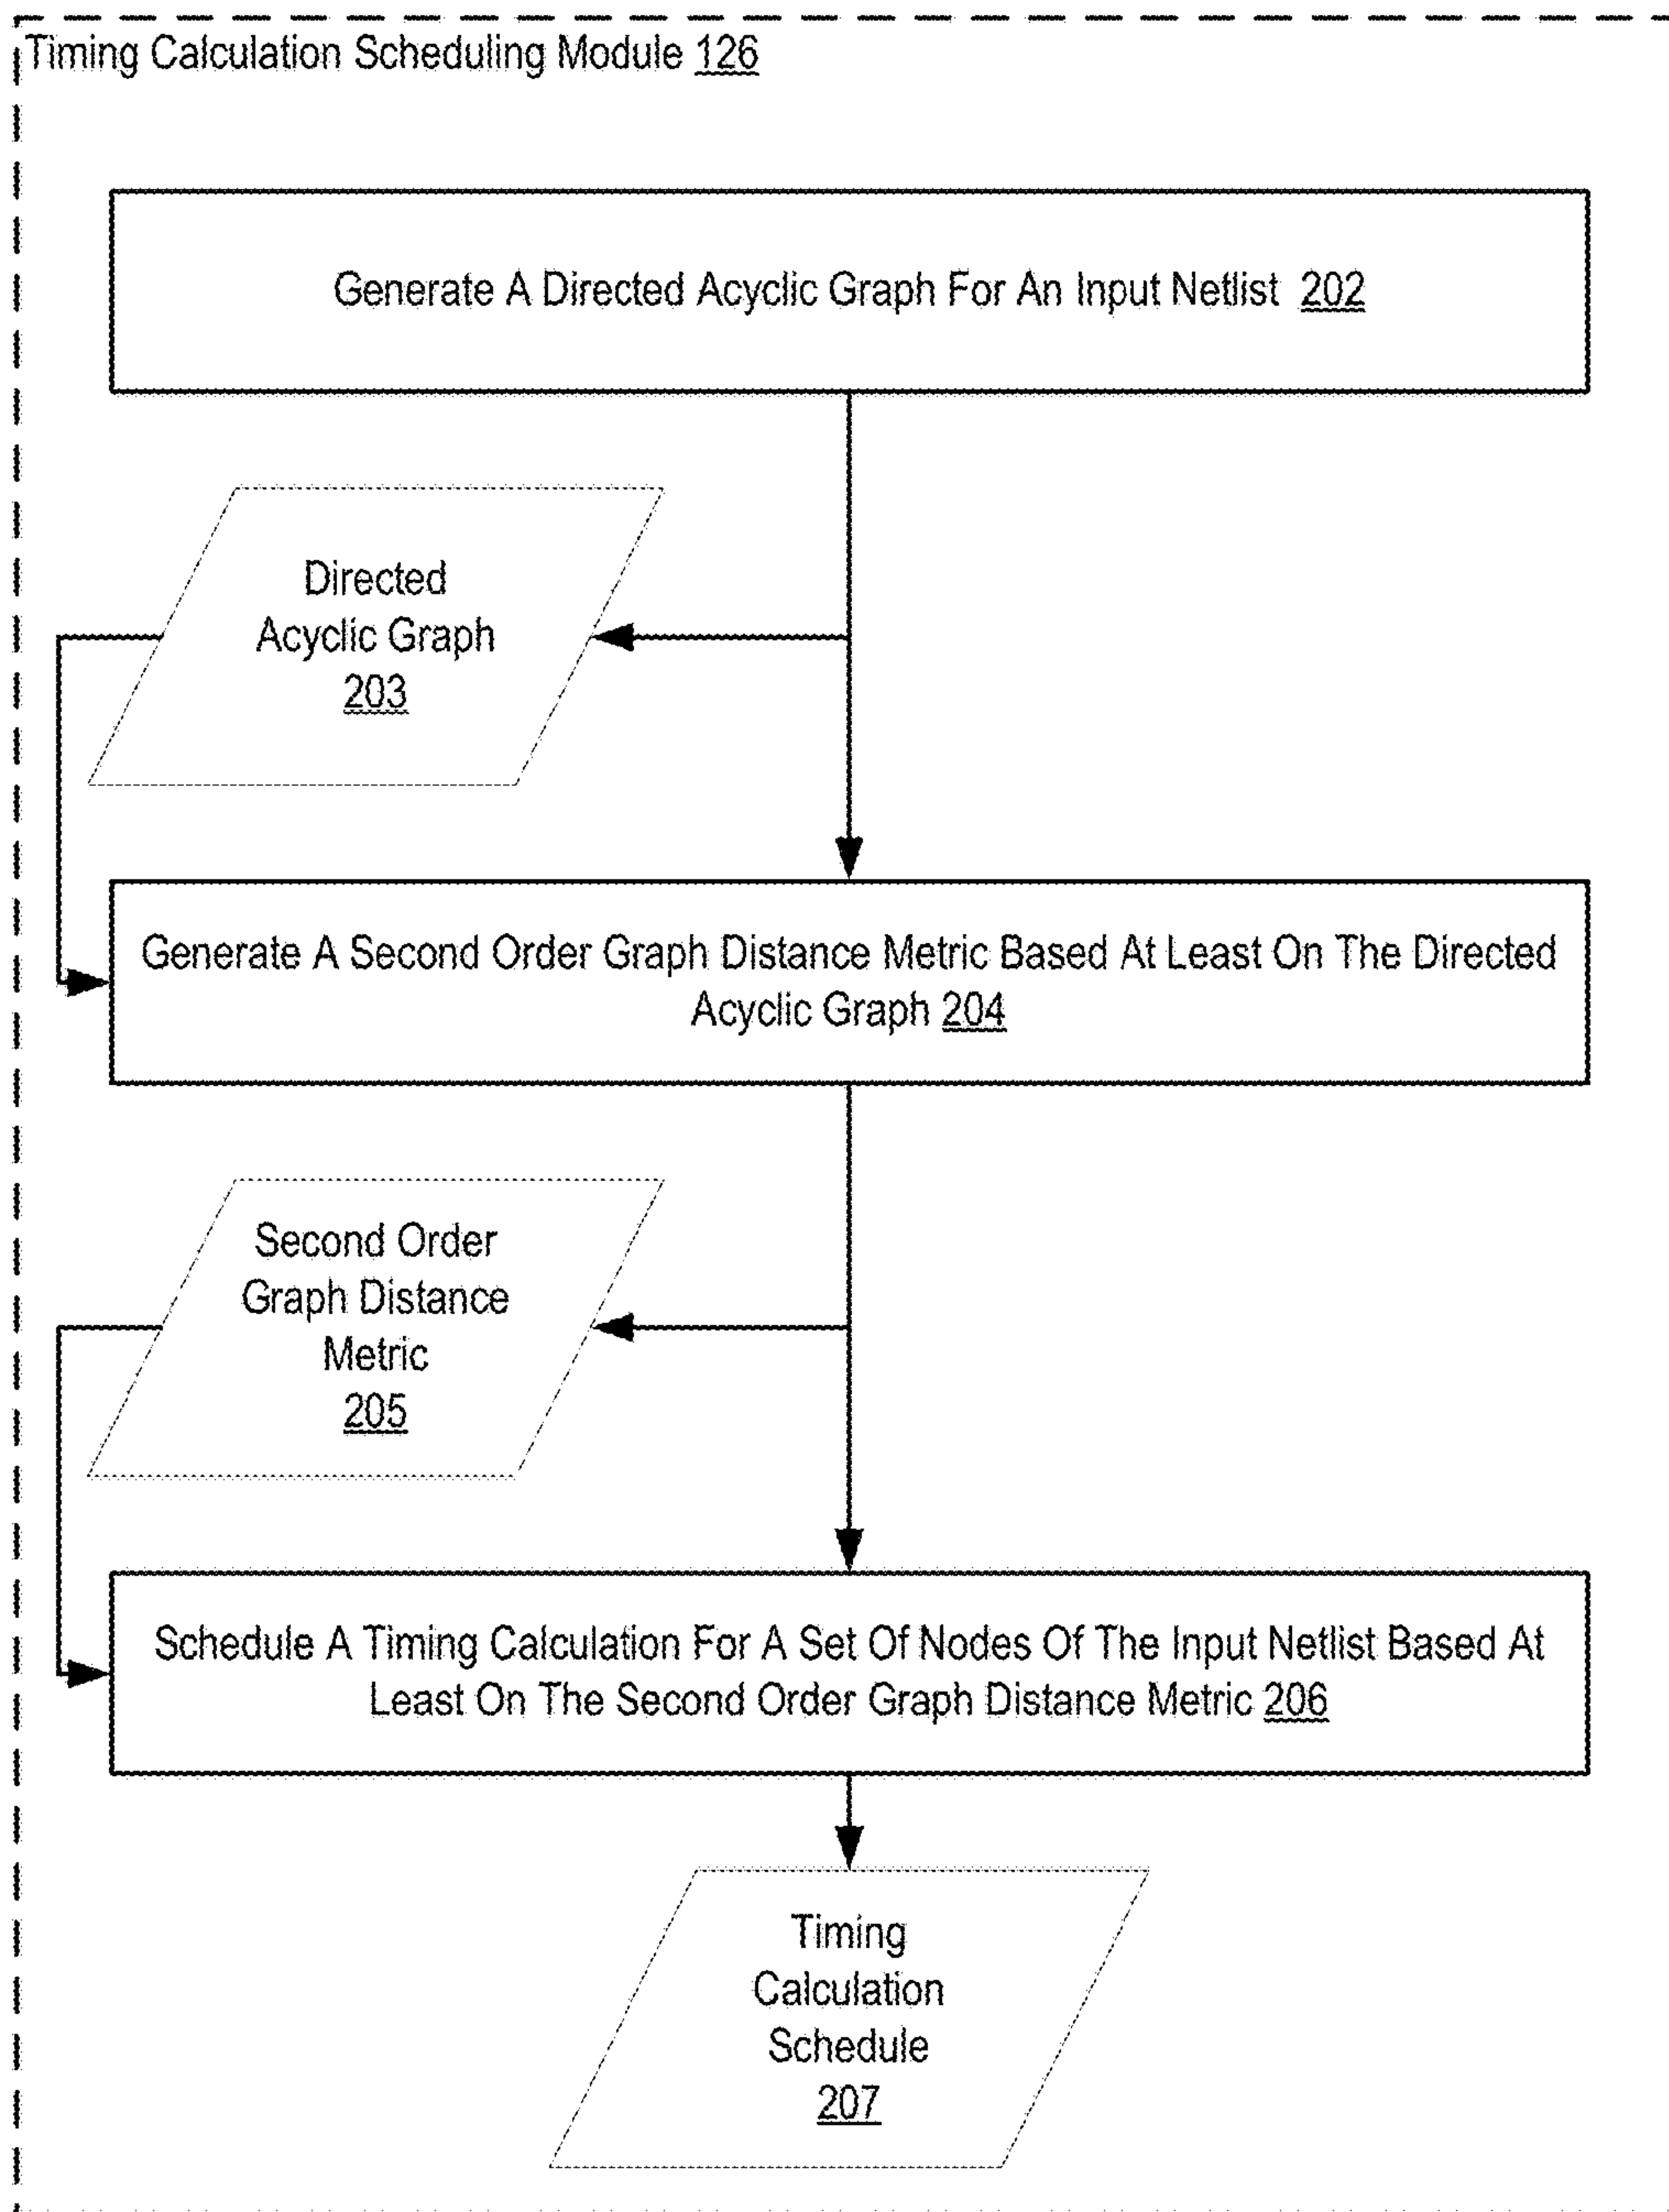 Timing Calculation Scheduling Module 126
Generate A Directed Acyclic Graph For An Input Netlist 202
Directed
Acyclic Graph
203
Generate A Second Order Graph Distance Metric Based At Least On The Directed
Acyclic Graph 204
Second Order
Graph Distance
Metric
205
Schedule A Timing Calculation For A Set Of Nodes Of The Input Netlist Based At
Least On The Second Order Graph Distance Metric 206
Timing
Calculation
Schedule
207